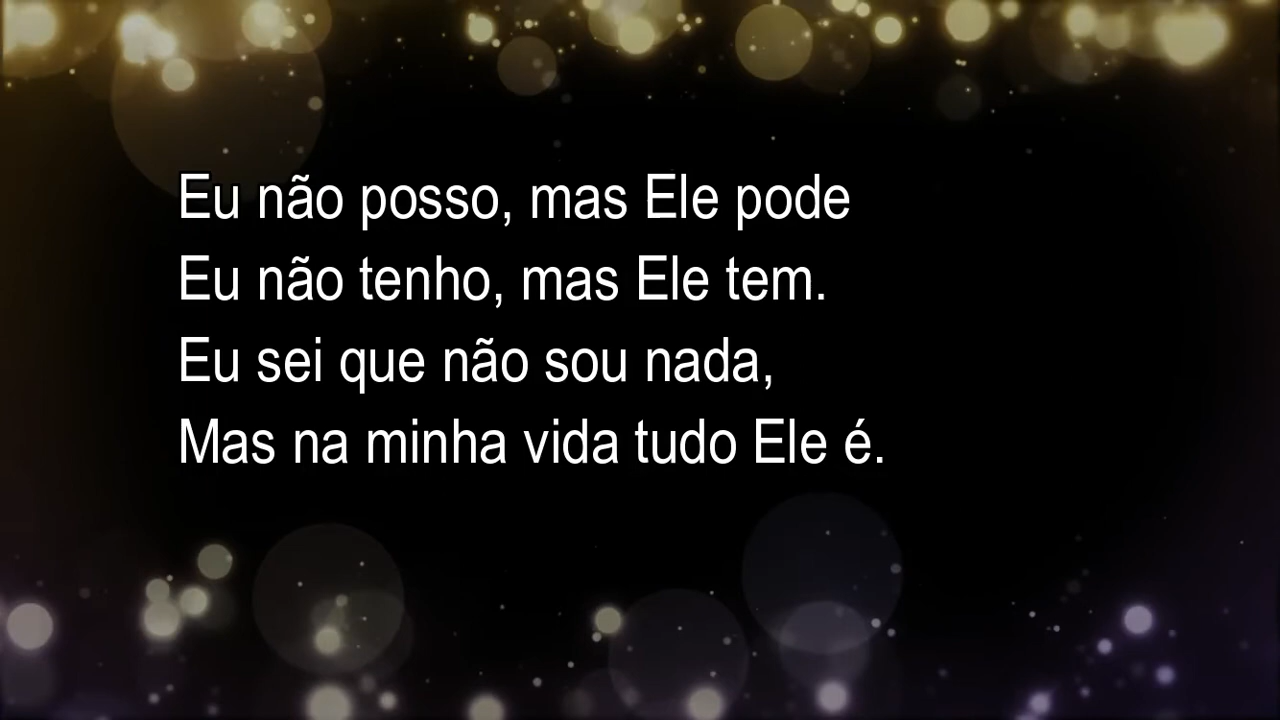 Eu não posso, mas Ele pode
Eu não tenho, mas Ele tem.
Eu sei que não sou nada,
Mas na minha vida tudo Ele é.